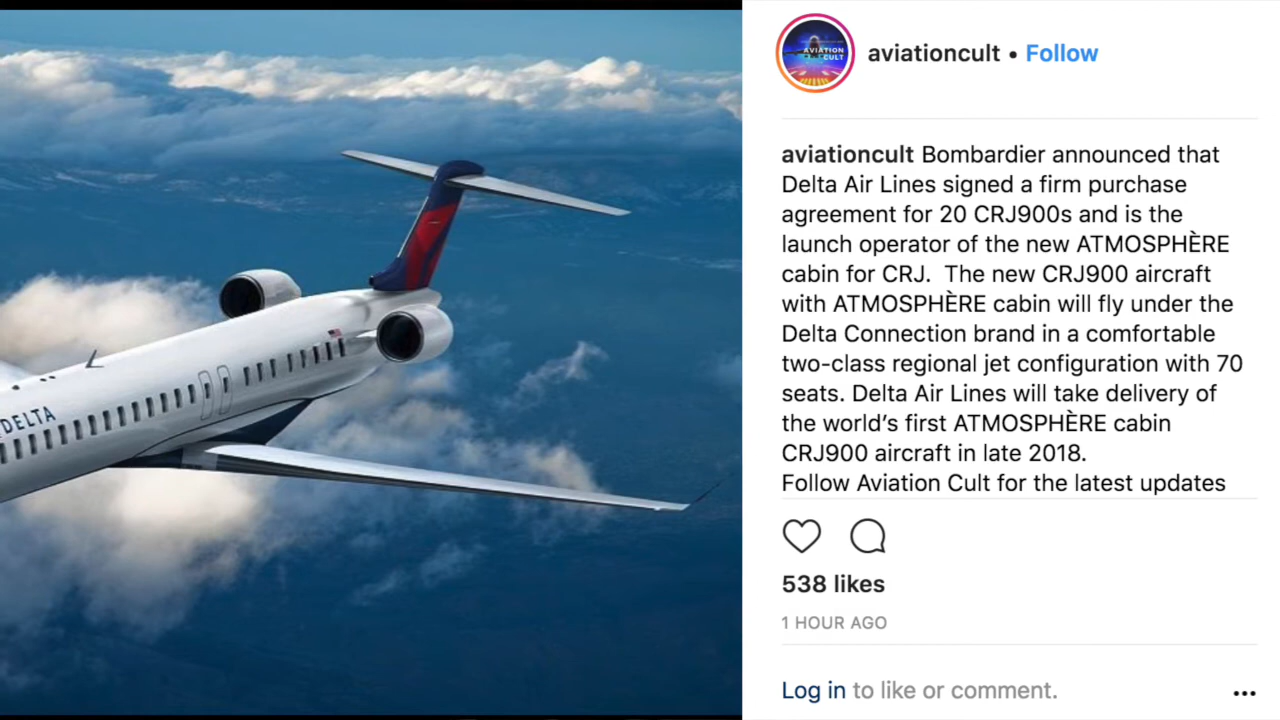 DELTA
AVIATION
CULT
aviationcult • Follow
aviationcult Bombardier announced that
Delta Air Lines signed a firm purchase
agreement for 20 CRJ900s and is the
launch operator of the new ATMOSPHÈRE
cabin for CRJ.  The new CRJ900 aircraft
with ATMOSPHÈRE cabin will fly under the
Delta Connection brand in a comfortable
two-class regional jet configuration with 70
seats. Delta Air Lines will take delivery of
the world’s first ATMOSPHÈRE cabin
CRJ900 aircraft in late 2018.
Follow Aviation Cult for the latest updates
538 likes
1 HOUR AGO
Log in to like or comment.